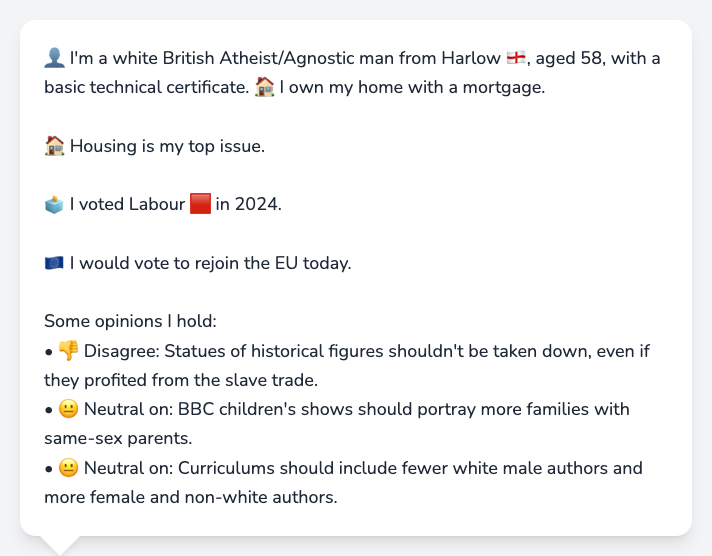 👤 I'm a white British Atheist/Agnostic man from Harlow 🏴󠁧󠁢󠁥󠁮󠁧󠁿, aged 58, with a
basic technical certificate. 🏠 I own my home with a mortgage.
🏠 Housing is my top issue.
🗳️ I voted Labour 🟥 in 2024.
🇪🇺 I would vote to rejoin the EU today.
Some opinions I hold:
• 👎 Disagree: Statues of historical figures shouldn't be taken down, even if
they profited from the slave trade.
• 😐 Neutral on: BBC children's shows should portray more families with
same-sex parents.
• 😐 Neutral on: Curriculums should include fewer white male authors and
more female and non-white authors.